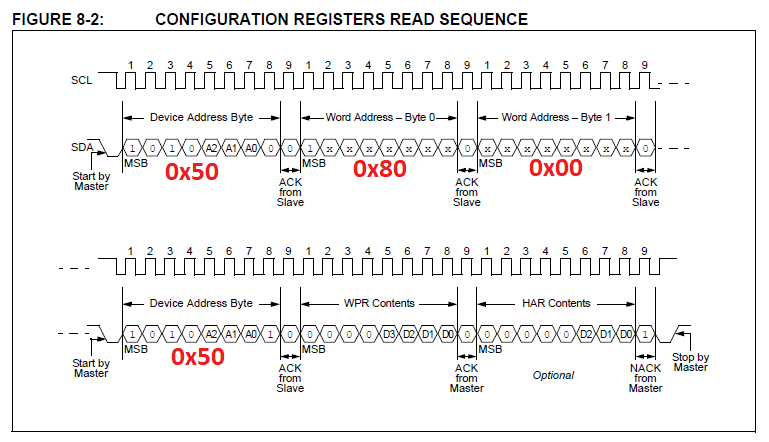 FIGURE 8-2: CONFIGURATION REGISTERS READ SEQUENCE
1 2 3 4 5 6 7 8 9 1 2 3 4 5 6 7 8 9 1 2 3 4 5 6 7 8 9
SCL
Device Address Byte Word Address – Byte 0 Word Address – Byte 1
SDA 1 0 1 0 A2 A1 A0 0 0 1 x x x x x x x 0 x x x x x x x x 0
MSB MSB MSB
0x50 0x80 0x00
Start by
Master
ACK
from
Slave
ACK
from
Slave
ACK
from
Slave
1 2 3 4 5 6 7 8 9 1 2 3 4 5 6 7 8 9 1 2 3 4 5 6 7 8 9
Device Address Byte WPR Contents HAR Contents
1 0 1 0 A2 A1 A0 1 0 0 0 0 0 D3 D2 D1 D0 0 0 0 0 0 0 D2 D1 D0 1
MSB MSB MSB
0x50
Start by
Master
ACK
from
Slave
ACK
from
Master
Optional
NACK
from
Master
Stop by
Master